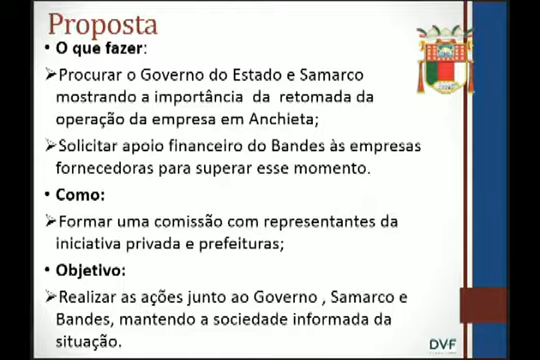 Proposta
• O que fazer:
➢Procurar o Governo do Estado e Samarco
mostrando a importância da retomada da
operação da empresa em Anchieta;
➢Solicitar apoio financeiro do Bandes às empresas
fornecedoras para superar esse momento.
• Como:
➢Formar uma comissão com representantes da
iniciativa privada e prefeituras;
• Objetivo:
➢Realizar as ações junto ao Governo , Samarco e
Bandes, mantendo a sociedade informada da
situação.
DVF